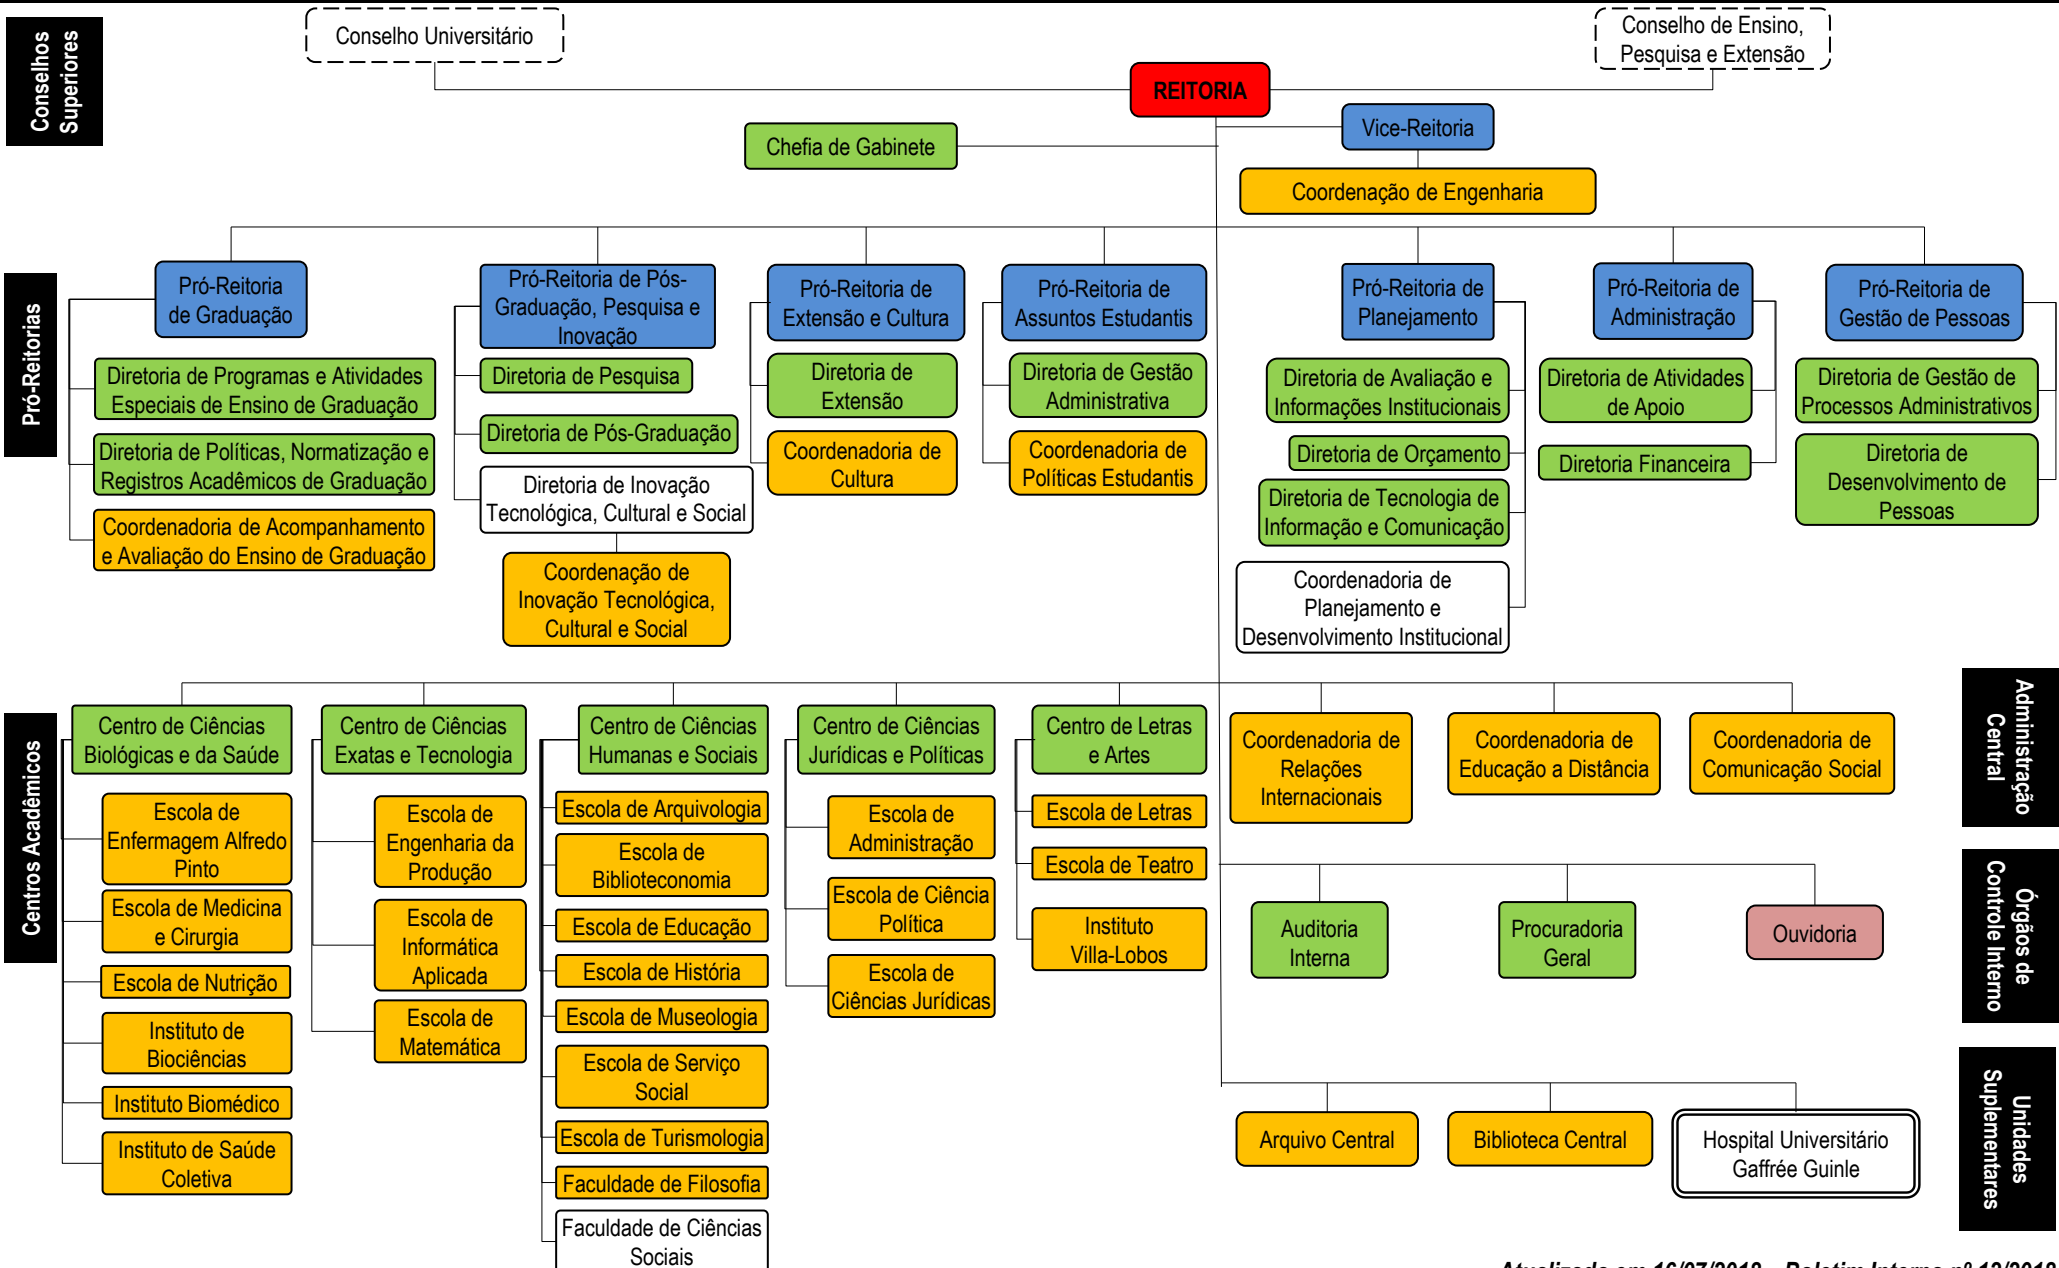 Conselhos
Superiores
Conselho Universitário
Conselho de Ensino,
Pesquisa e Extensão
REITORIA
Vice-Reitoria
Chefia de Gabinete
Coordenação de Engenharia
Pró-Reitorias
Pró-Reitoria
de Graduação
Diretoria de Programas e Atividades
Especiais de Ensino de Graduação
Diretoria de Políticas, Normatização e
Registros Acadêmicos de Graduação
Coordenadoria de Acompanhamento
e Avaliação do Ensino de Graduação
Pró-Reitoria de Pós-
Graduação, Pesquisa e
Inovação
Diretoria de Pesquisa
Diretoria de Pós-Graduação
Diretoria de Inovação
Tecnológica, Cultural e Social
Coordenação de
Inovação Tecnológica,
Cultural e Social
Pró-Reitoria de
Extensão e Cultura
Diretoria de
Extensão
Coordenadoria de
Cultura
Pró-Reitoria de
Assuntos Estudantis
Diretoria de Gestão
Administrativa
Coordenadoria de
Políticas Estudantis
Pró-Reitoria de
Planejamento
Diretoria de Avaliação e
Informações Institucionais
Diretoria de Orçamento
Diretoria de Tecnologia de
Informação e Comunicação
Coordenadoria de
Planejamento e
Desenvolvimento Institucional
Pró-Reitoria de
Administração
Diretoria de Atividades
de Apoio
Diretoria Financeira
Pró-Reitoria de
Gestão de Pessoas
Diretoria de Gestão de
Processos Administrativos
Diretoria de
Desenvolvimento de
Pessoas
Centros Acadêmicos
Centro de Ciências
Biológicas e da Saúde
Escola de
Enfermagem Alfredo
Pinto
Escola de Medicina
e Cirurgia
Escola de Nutrição
Instituto de
Biociências
Instituto Biomédico
Instituto de Saúde
Coletiva
Centro de Ciências
Exatas e Tecnologia
Escola de
Engenharia da
Produção
Escola de
Informática
Aplicada
Escola de
Matemática
Centro de Ciências
Humanas e Sociais
Escola de Arquivologia
Escola de
Biblioteconomia
Escola de Educação
Escola de História
Escola de Museologia
Escola de Serviço
Social
Escola de Turismologia
Faculdade de Filosofia
Faculdade de Ciências
Sociais
Centro de Ciências
Jurídicas e Políticas
Escola de
Administração
Escola de Ciência
Política
Escola de
Ciências Jurídicas
Centro de Letras
e Artes
Escola de Letras
Escola de Teatro
Instituto
Villa-Lobos
Administração
Central
Coordenadoria de
Relações
Internacionais
Coordenadoria de
Educação a Distância
Coordenadoria de
Comunicação Social
Órgãos de
Controle Interno
Auditoria
Interna
Procuradoria
Geral
Ouvidoria
Unidades
Suplementares
Arquivo Central
Biblioteca Central
Hospital Universitário
Gaffrée Guinle
Atualizado em 16/07/2018 – Boletim Interno nº 12/2018